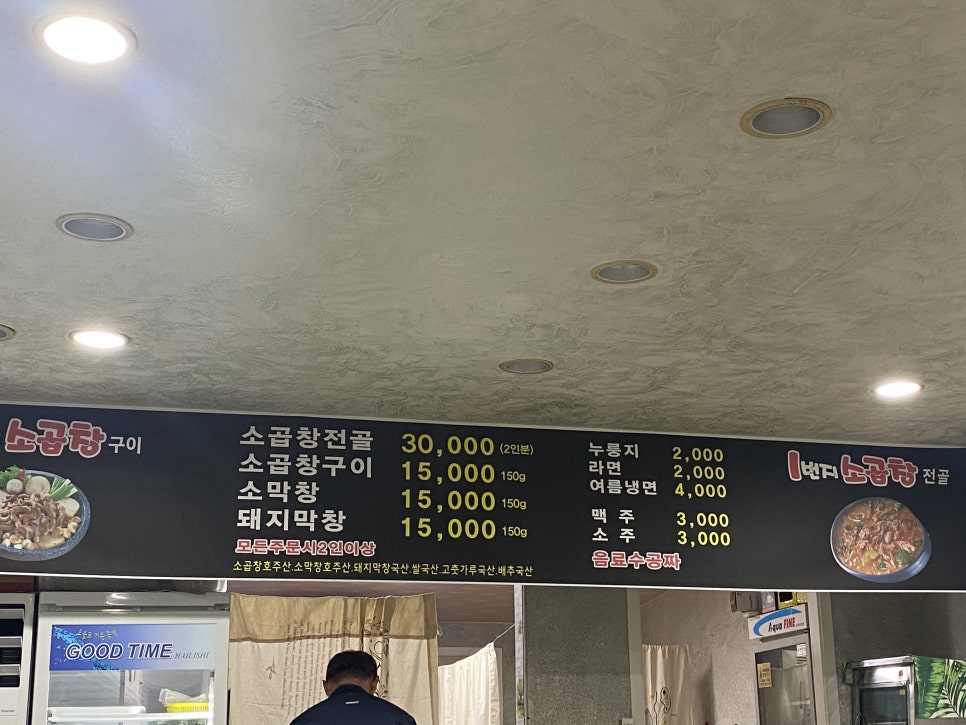 소곱창 구이
소곱창전골 30,000 (2인분)
소곱창구이 15,000 150g
소막창 15,000 150g
돼지막창 15,000 150g
모든주문시2인이상
소곱창호주산.소막창호주산.돼지막창국산.쌀국산.고춧가루국산.배추국산
누룽지 2,000
라면 2,000
여름냉면 4,000
맥주 3,000
소주 3,000
음료수공짜
1번지 소곱창 전골
GOOD TIME HAILISHI
Aqua FINE